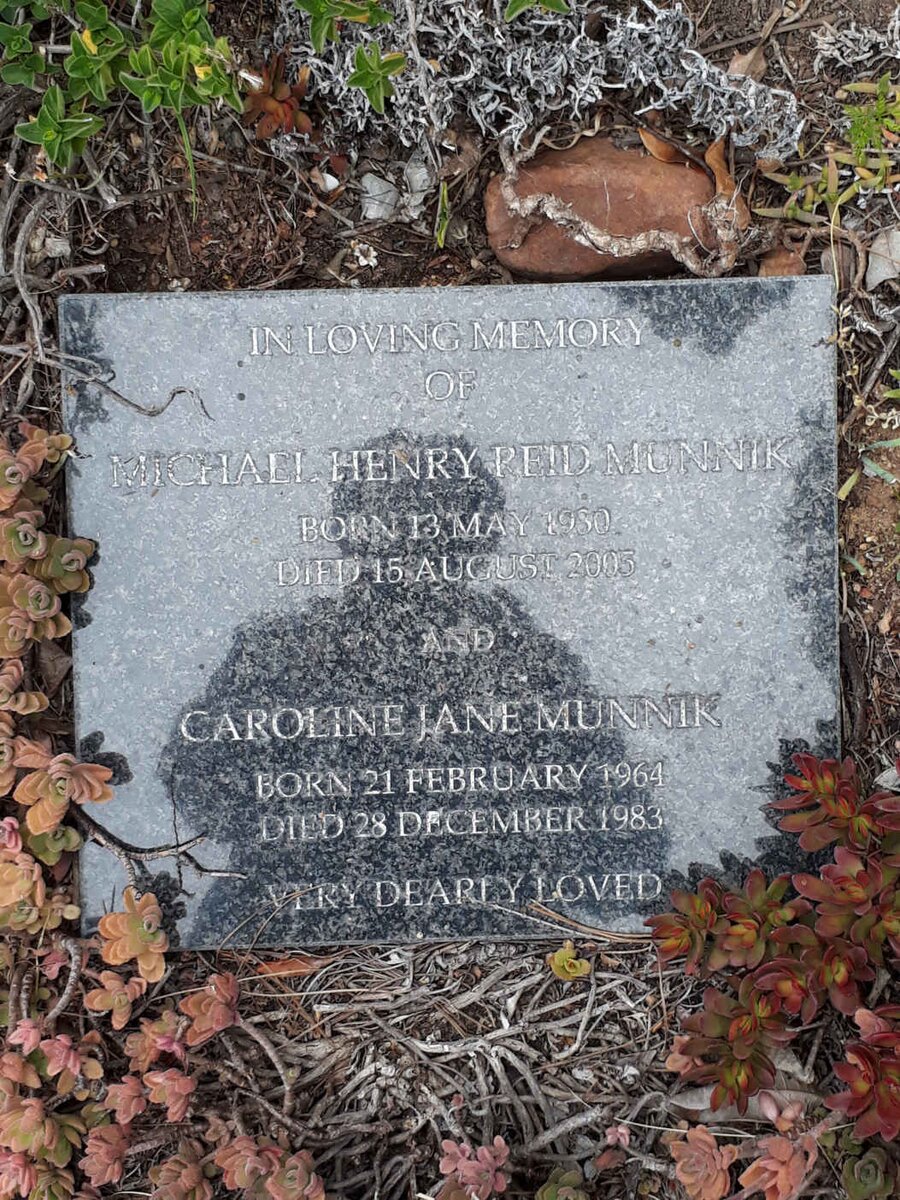 IN LOVING MEMORY
OF
MICHAEL HENRY REID MUNNIK
BORN 13 MAY 1930
DIED 15 AUGUST 2005
AND
CAROLINE JANE MUNNIK
BORN 21 FEBRUARY 1964
DIED 28 DECEMBER 1983
VERY DEARLY LOVED